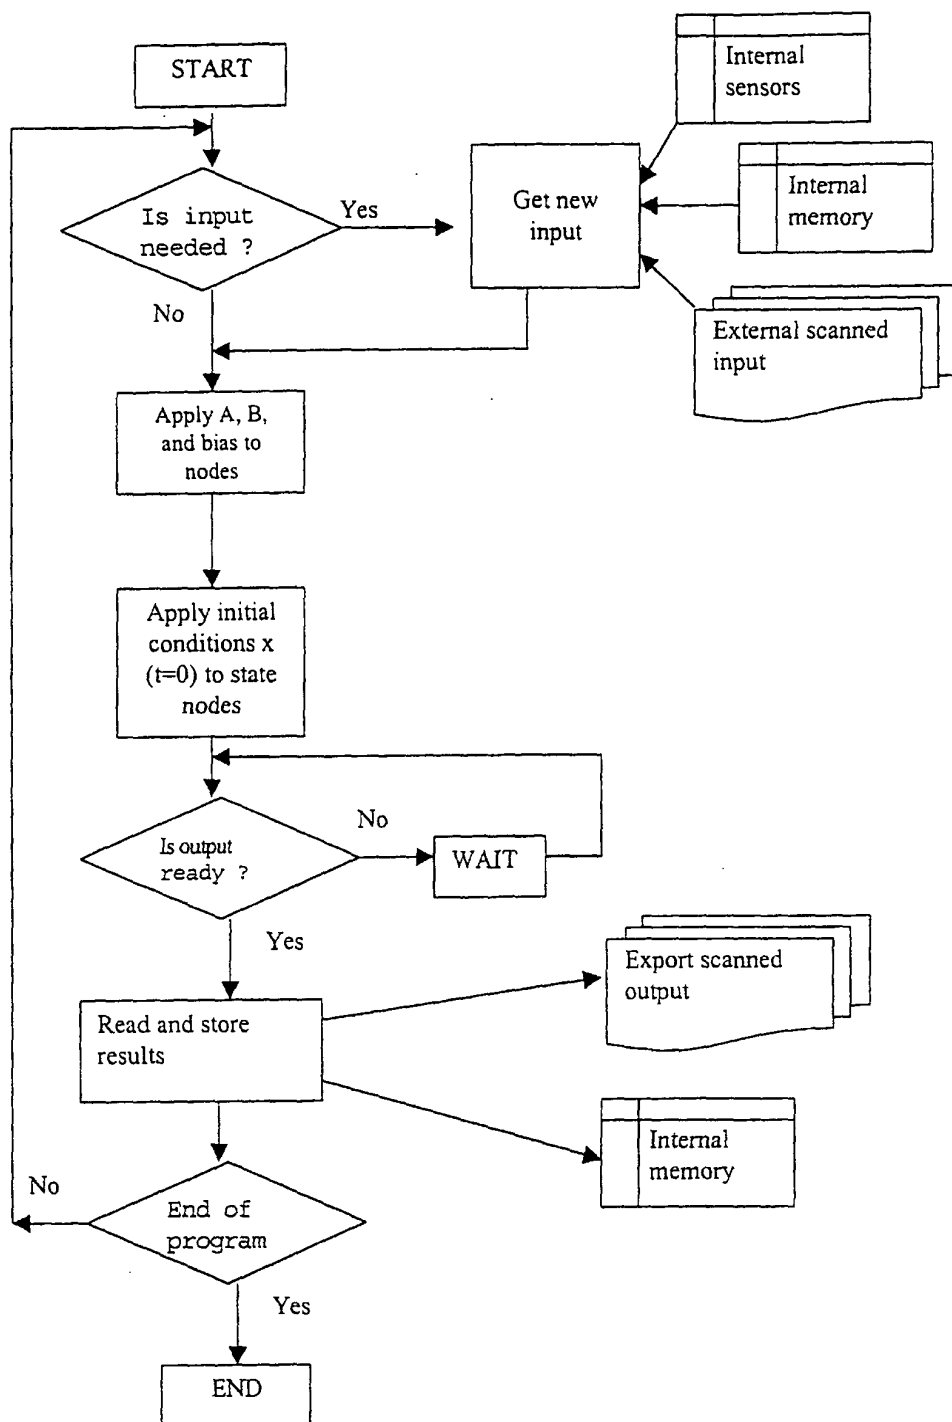 START
Internal
sensors
Is input
needed ?
Yes
Get new
input
Internal
memory
No
External scanned
input
Apply A, B,
and bias to
nodes
Apply initial
conditions x
(t=0) to state
nodes
No
Is output
ready ?
WAIT
Yes
Export scanned
output
Read and store
results
Internal
memory
No
End of
program
Yes
END